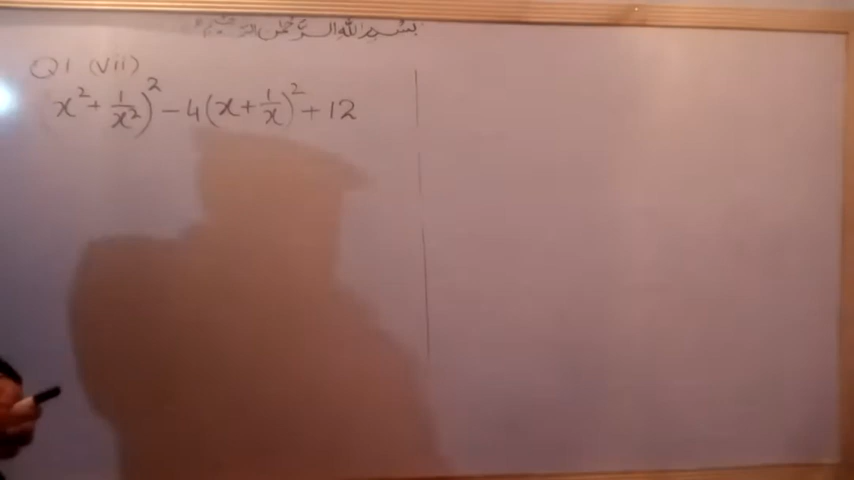 بسم الله الرحمن الرحيم
Q1 (vii)
x² + 1/x²)² - 4(x + 1/x)² + 12